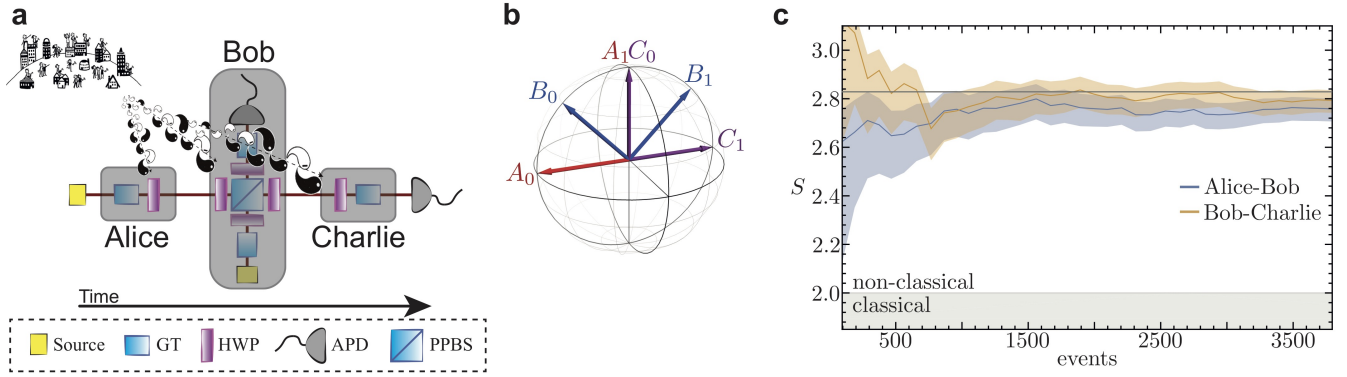 a
Bob
Alice
Charlie
Time
Source
GT
HWP
APD
PPBS
b
A₁C₀
B₀
B₁
A₀
C₁
c
3.0
2.8
2.6
S
2.4
2.2
2.0
Alice-Bob
Bob-Charlie
non-classical
classical
500
1500
2500
3500
events